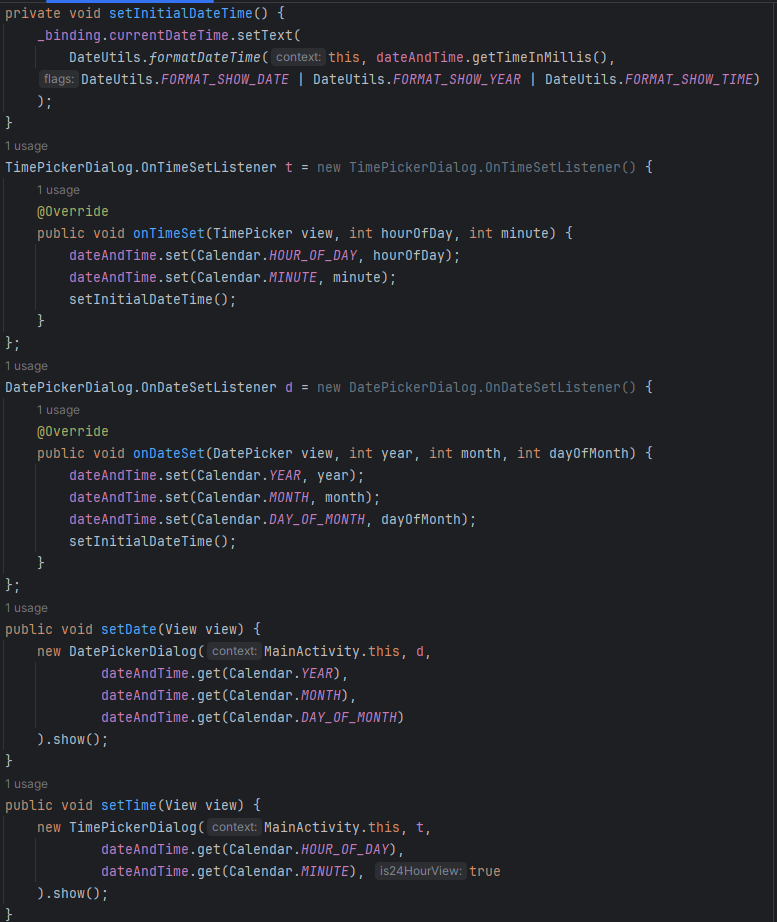 private void setInitialDateTime() {
    _binding.currentDateTime.setText(
        DateUtils.formatDateTime( context: this, dateAndTime.getTimeInMillis(),
    flags: DateUtils.FORMAT_SHOW_DATE | DateUtils.FORMAT_SHOW_YEAR | DateUtils.FORMAT_SHOW_TIME)
    );
}
1 usage
TimePickerDialog.OnTimeSetListener t = new TimePickerDialog.OnTimeSetListener() {
    1 usage
    @Override
    public void onTimeSet(TimePicker view, int hourOfDay, int minute) {
        dateAndTime.set(Calendar.HOUR_OF_DAY, hourOfDay);
        dateAndTime.set(Calendar.MINUTE, minute);
        setInitialDateTime();
    }
};
1 usage
DatePickerDialog.OnDateSetListener d = new DatePickerDialog.OnDateSetListener() {
    1 usage
    @Override
    public void onDateSet(DatePicker view, int year, int month, int dayOfMonth) {
        dateAndTime.set(Calendar.YEAR, year);
        dateAndTime.set(Calendar.MONTH, month);
        dateAndTime.set(Calendar.DAY_OF_MONTH, dayOfMonth);
        setInitialDateTime();
    }
};
1 usage
public void setDate(View view) {
    new DatePickerDialog( context: MainActivity.this, d,
            dateAndTime.get(Calendar.YEAR),
            dateAndTime.get(Calendar.MONTH),
            dateAndTime.get(Calendar.DAY_OF_MONTH)
    ).show();
}
1 usage
public void setTime(View view) {
    new TimePickerDialog( context: MainActivity.this, t,
            dateAndTime.get(Calendar.HOUR_OF_DAY),
            dateAndTime.get(Calendar.MINUTE), is24HourView: true
    ).show();
}